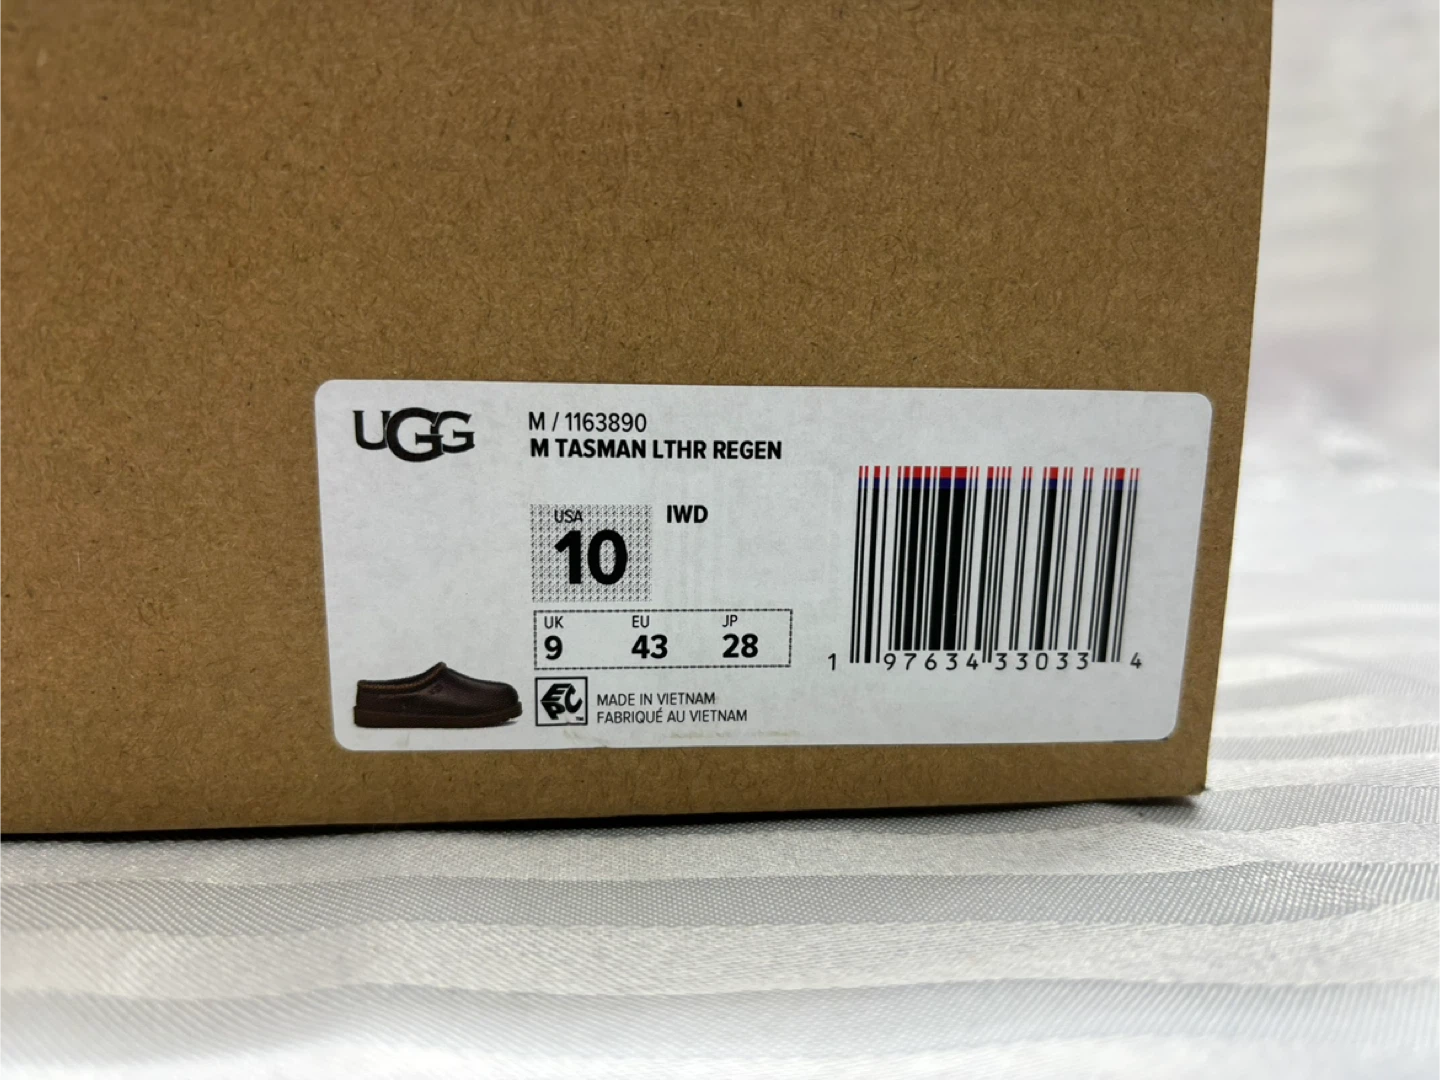 UGG
M / 1163890
M TASMAN LTHR REGEN
USA
10
IWD
UK EU JP
9 43 28
EPC™
MADE IN VIETNAM
FABRIQUÉ AU VIETNAM
1 97634 33033 4